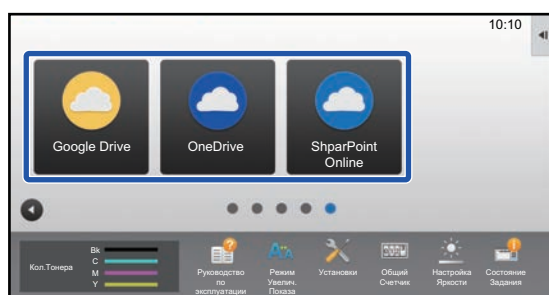 10:10
Google Drive
OneDrive
ShparPoint
Online
Кол.Тонера
Bk
C
M
Y
Руководство
по
эксплуатации
Режим
Увелич.
Показа
Установки
Общий
Счетчик
Настройка
Яркости
Состояние
Задания